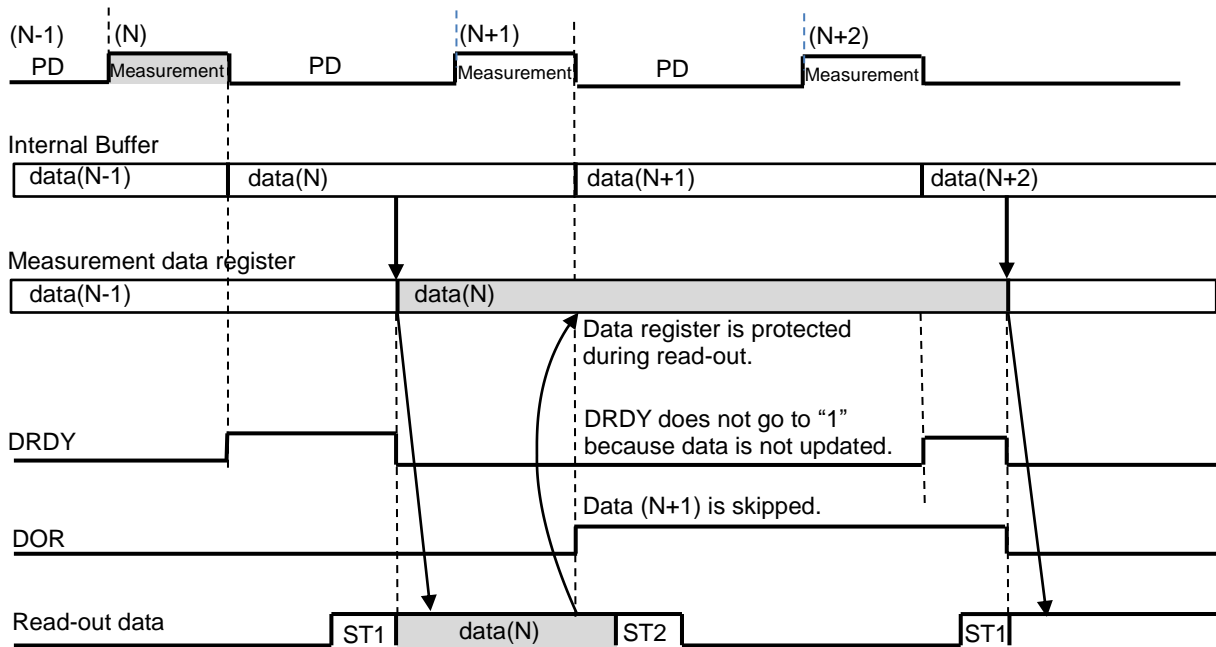 (N-1) (N) (N+1) (N+2)
PD Measurement PD Measurement PD Measurement
Internal Buffer
data(N-1) data(N) data(N+1) data(N+2)
Measurement data register
data(N-1) data(N)
Data register is protected
during read-out.
DRDY does not go to “1”
DRDY because data is not updated.
Data (N+1) is skipped.
DOR
Read-out data ST1 data(N) ST2 ST1